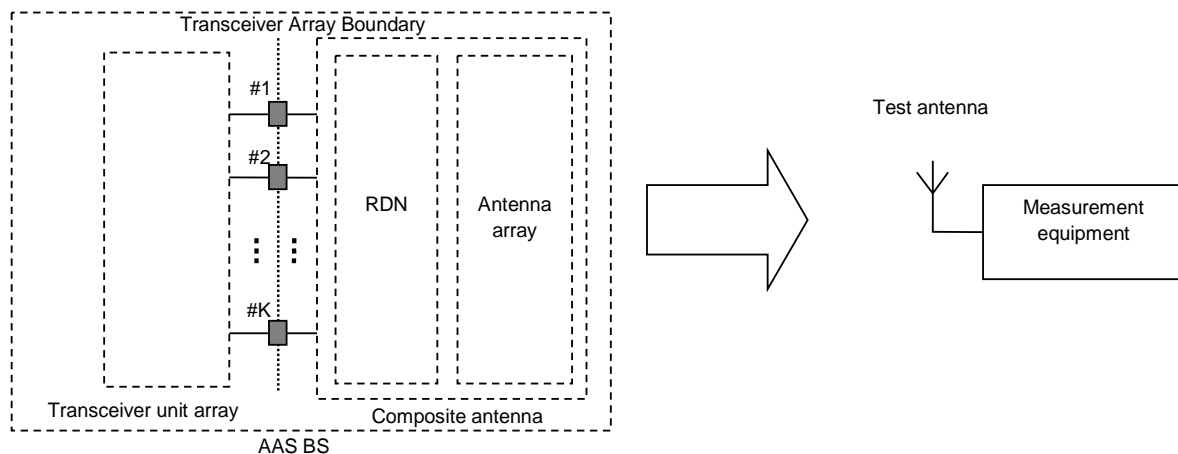 Transceiver Array Boundary
#1
#2
#K
RDN
Antenna
array
Transceiver unit array
Composite antenna
AAS BS
Test antenna
Measurement
equipment